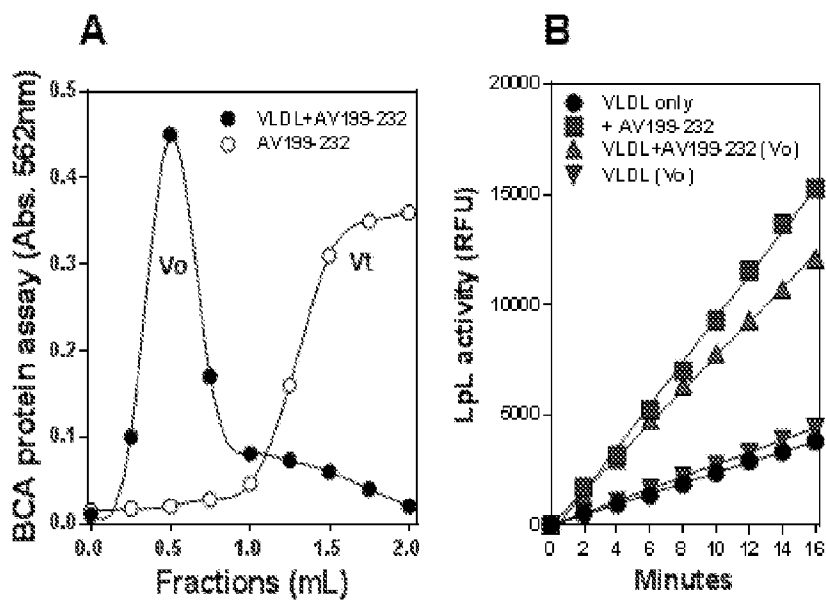 A
BCA protein assay (Abs. 562nm)
0.5
0.4
0.3
0.2
0.1
0.0
VLDL+AV199-232
AV199-232
Vo
Vt
0.0 0.5 1.0 1.5 2.0
Fractions (mL)
B
LpL activity (RFU)
20000
15000
10000
5000
0
VLDL only
+ AV199-232
VLDL+AV199-232 (Vo)
VLDL (Vo)
0 2 4 6 8 10 12 14 16
Minutes